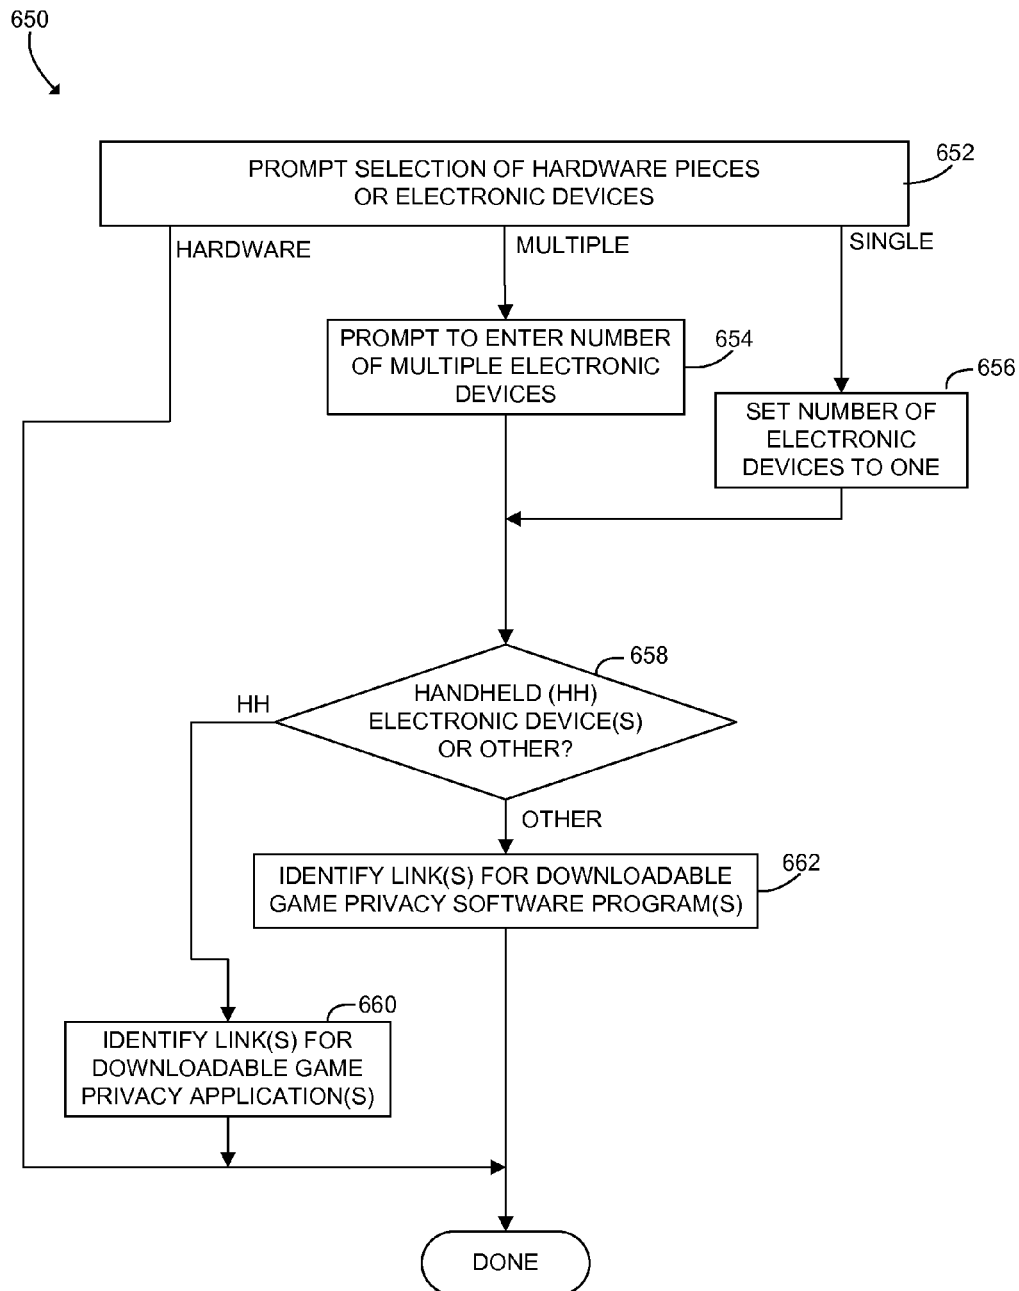 650
PROMPT SELECTION OF HARDWARE PIECES
OR ELECTRONIC DEVICES
652
HARDWARE
MULTIPLE
SINGLE
PROMPT TO ENTER NUMBER
OF MULTIPLE ELECTRONIC
DEVICES
654
656
SET NUMBER OF
ELECTRONIC
DEVICES TO ONE
658
HH
HANDHELD (HH)
ELECTRONIC DEVICE(S)
OR OTHER?
OTHER
IDENTIFY LINK(S) FOR DOWNLOADABLE
GAME PRIVACY SOFTWARE PROGRAM(S)
662
660
IDENTIFY LINK(S) FOR
DOWNLOADABLE GAME
PRIVACY APPLICATION(S)
DONE